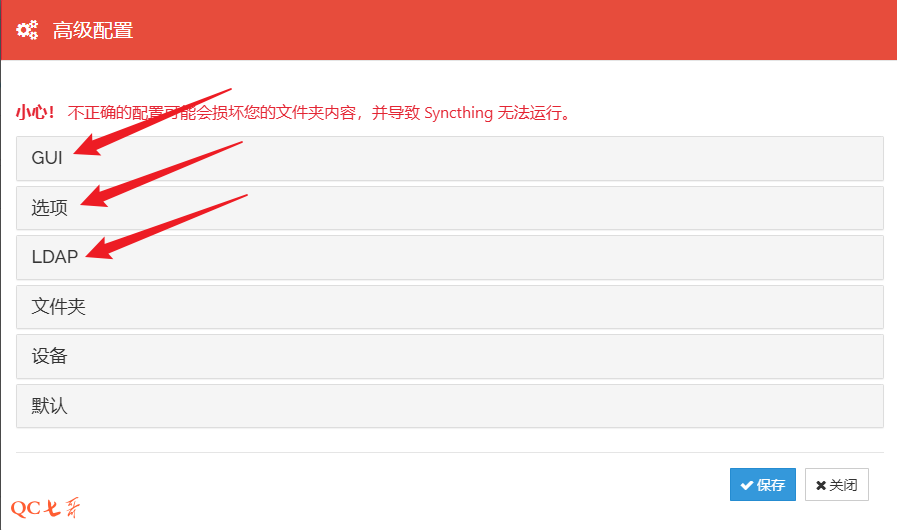 高级配置
小心！ 不正确的配置可能会损坏您的文件夹内容，并导致 Syncthing 无法运行。
GUI
选项
LDAP
文件夹
设备
默认
保存 关闭
QC七哥